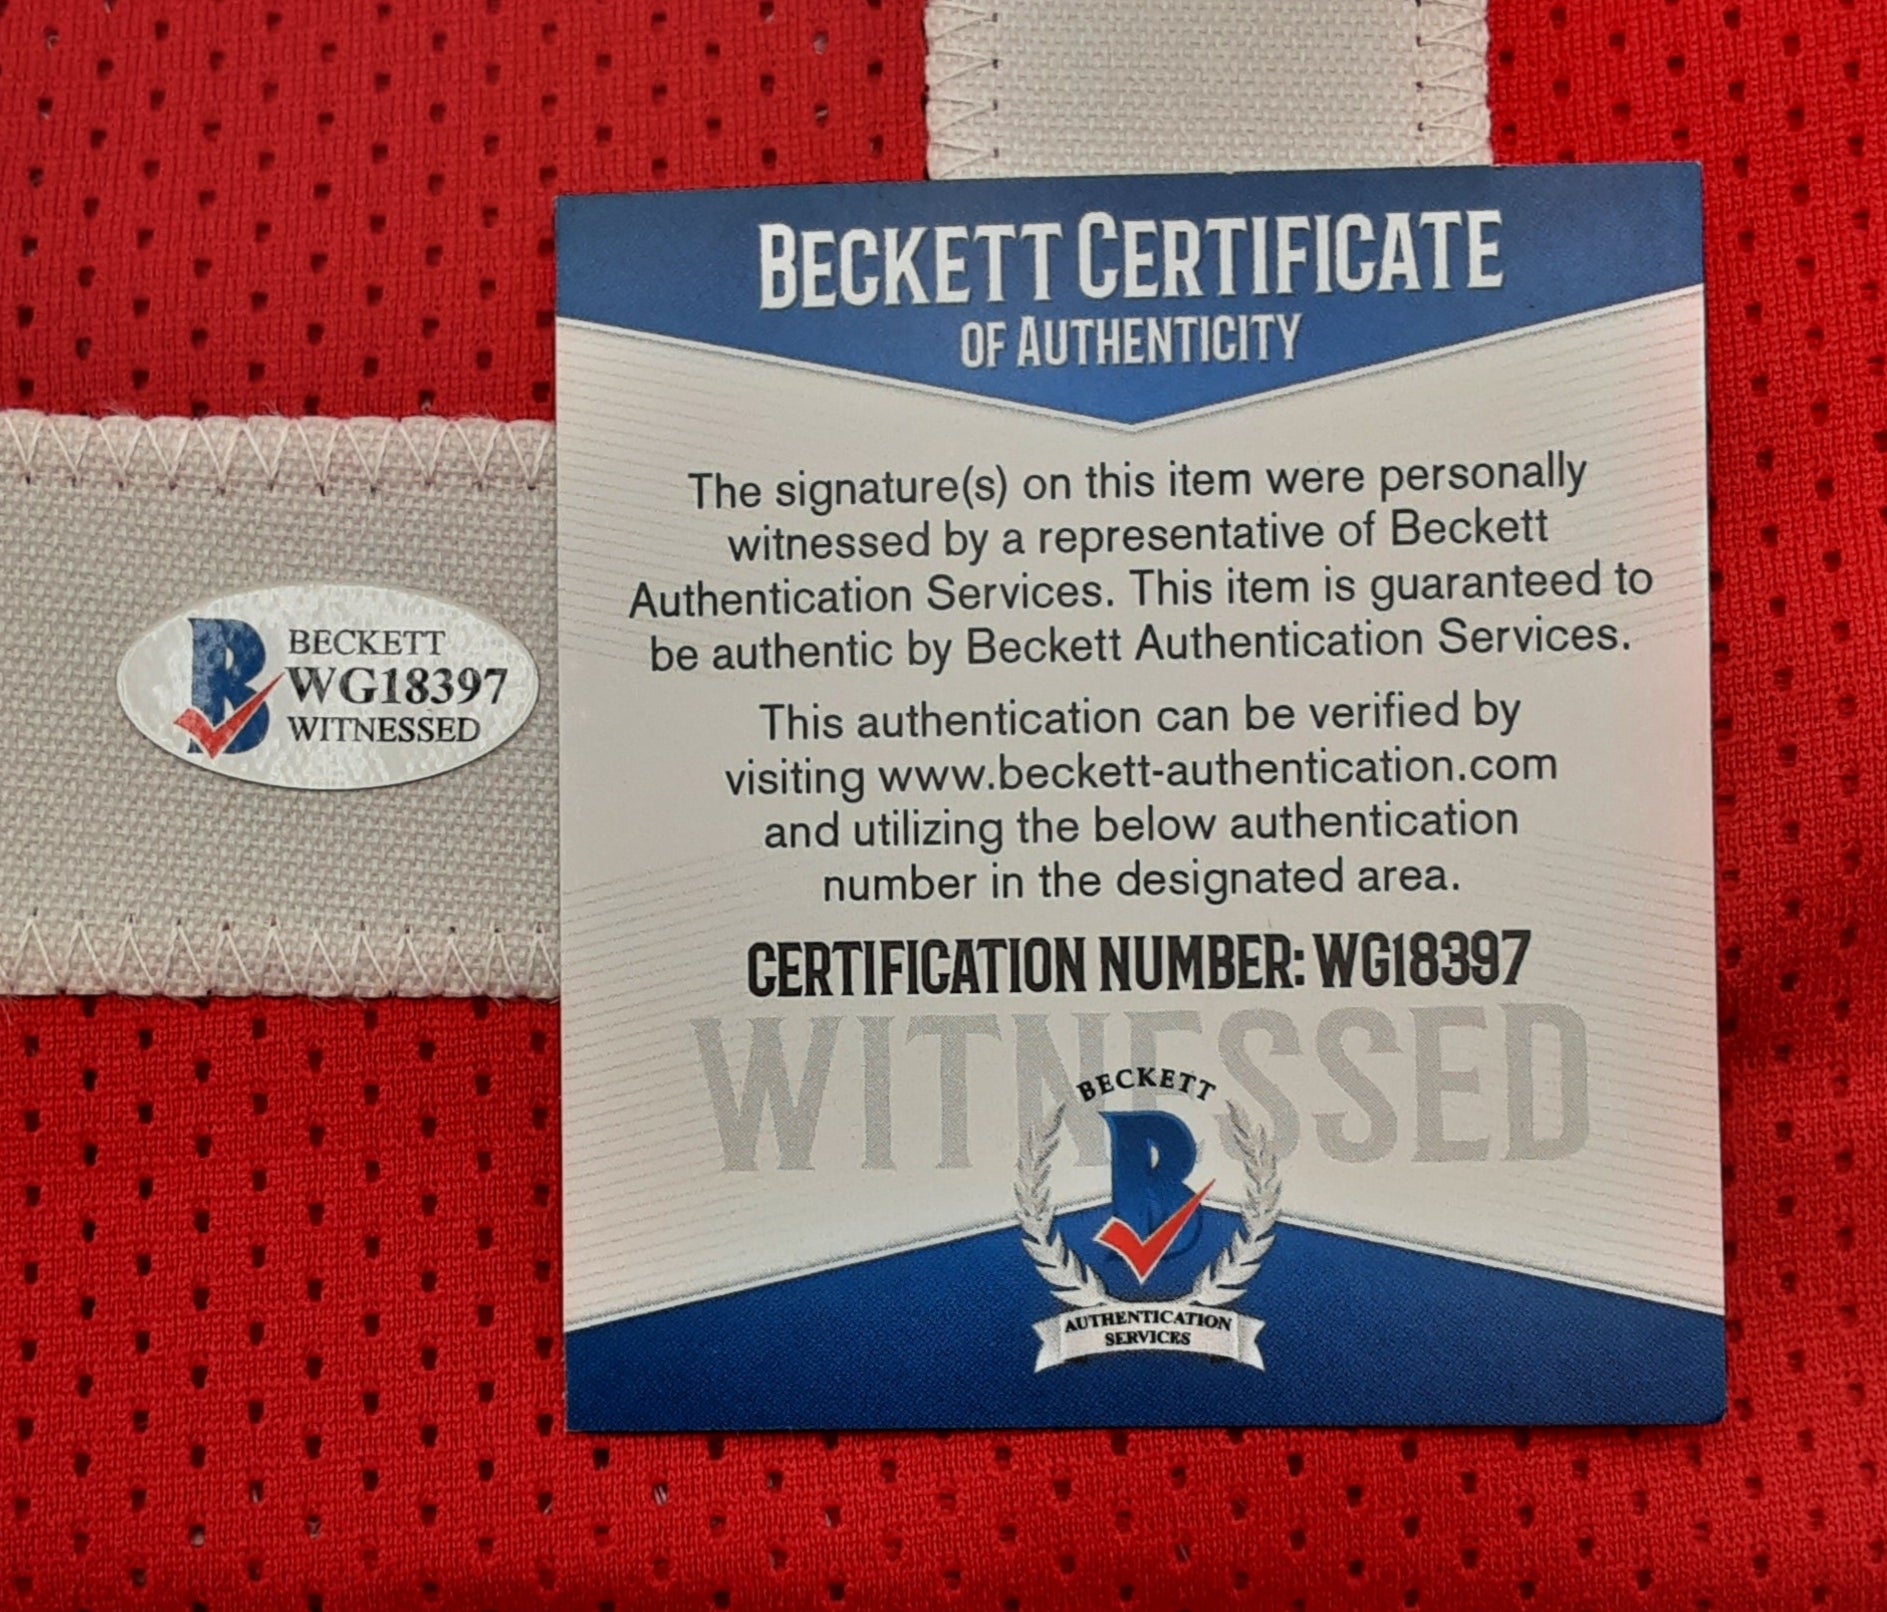 BECKETT CERTIFICATE
OF AUTHENTICITY
The signature(s) on this item were personally
witnessed by a representative of Beckett
Authentication Services. This item is guaranteed to
be authentic by Beckett Authentication Services.
This authentication can be verified by
visiting www.beckett-authentication.com
and utilizing the below authentication
number in the designated area.
CERTIFICATION NUMBER: WG18397
WITNESSED
BECKETT
B
AUTHENTICATION
SERVICES
B
BECKETT
WG18397
WITNESSED